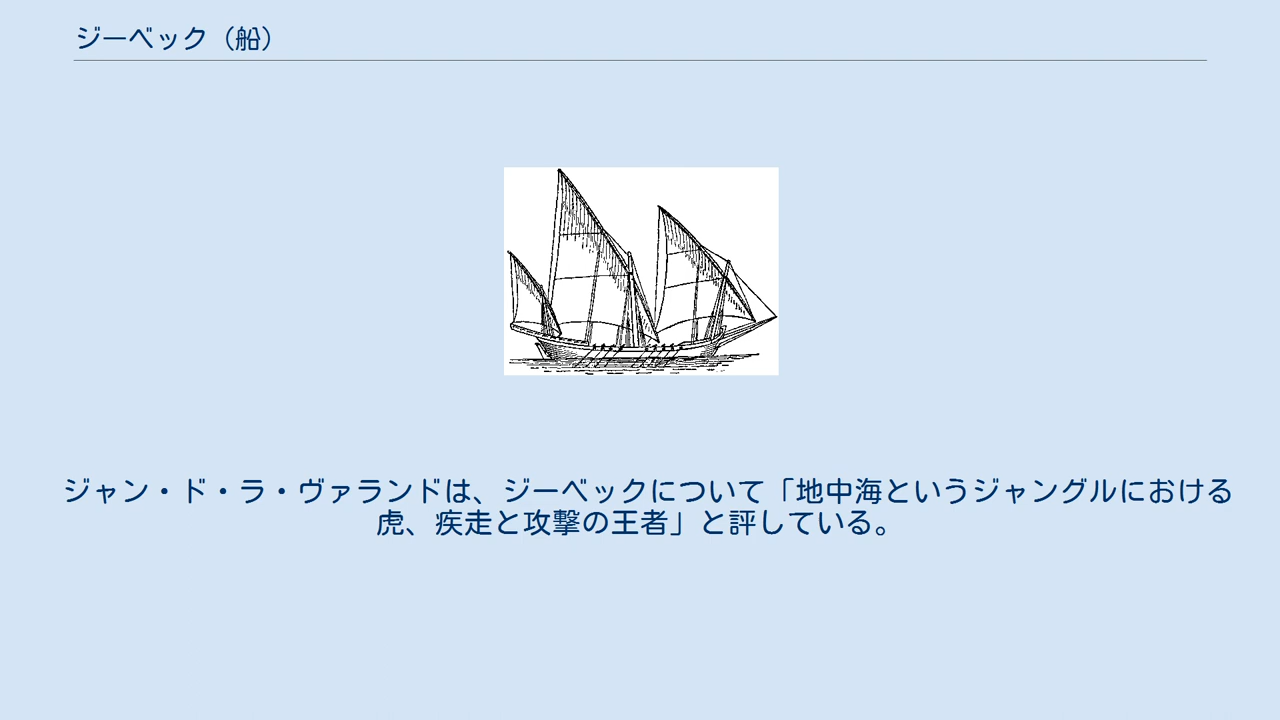 ジーベック（船）
ジャン・ド・ラ・ヴァランドは、ジーベックについて「地中海というジャングルにおける
虎、疾走と攻撃の王者」と評している。